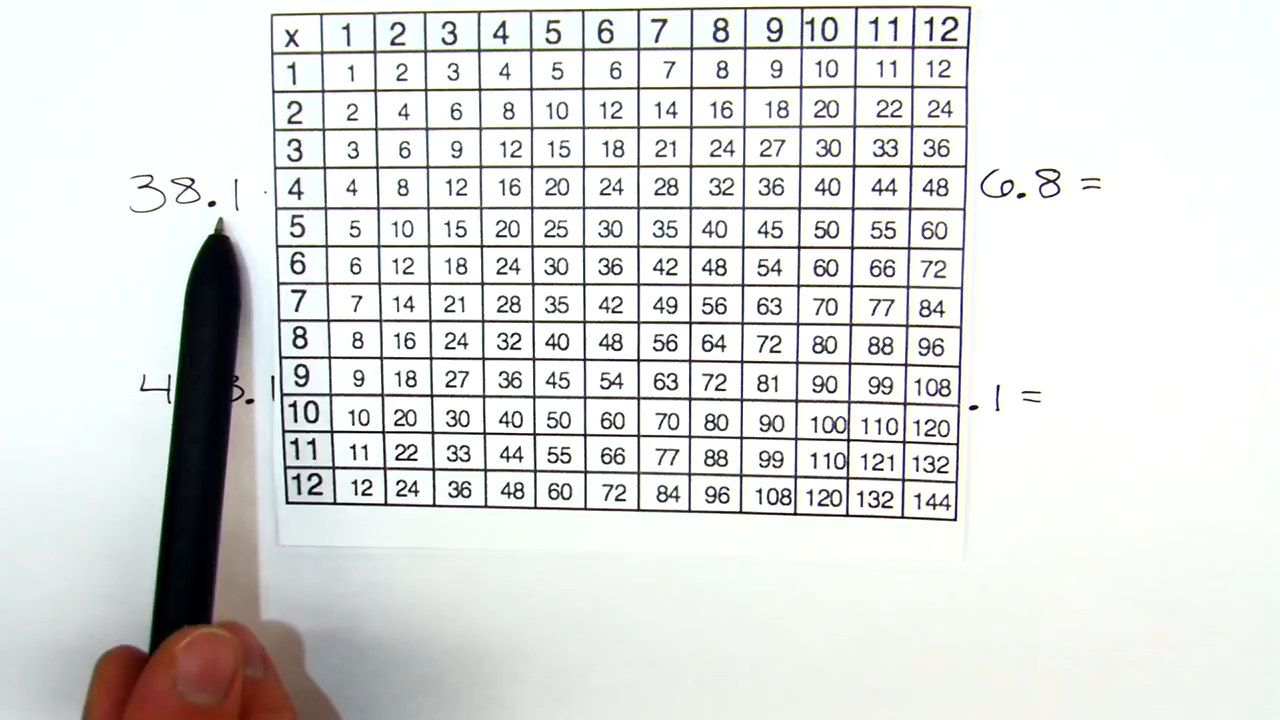 x 1 2 3 4 5 6 7 8 9 10 11 12
1 1 2 3 4 5 6 7 8 9 10 11 12
2 2 4 6 8 10 12 14 16 18 20 22 24
3 3 6 9 12 15 18 21 24 27 30 33 36
38.1 · 4 4 8 12 16 20 24 28 32 36 40 44 48 6.8 =
5 5 10 15 20 25 30 35 40 45 50 55 60
6 6 12 18 24 30 36 42 48 54 60 66 72
7 7 14 21 28 35 42 49 56 63 70 77 84
8 8 16 24 32 40 48 56 64 72 80 88 96
4 3.1 9 9 18 27 36 45 54 63 72 81 90 99 108 .1 =
10 10 20 30 40 50 60 70 80 90 100 110 120
11 11 22 33 44 55 66 77 88 99 110 121 132
12 12 24 36 48 60 72 84 96 108 120 132 144